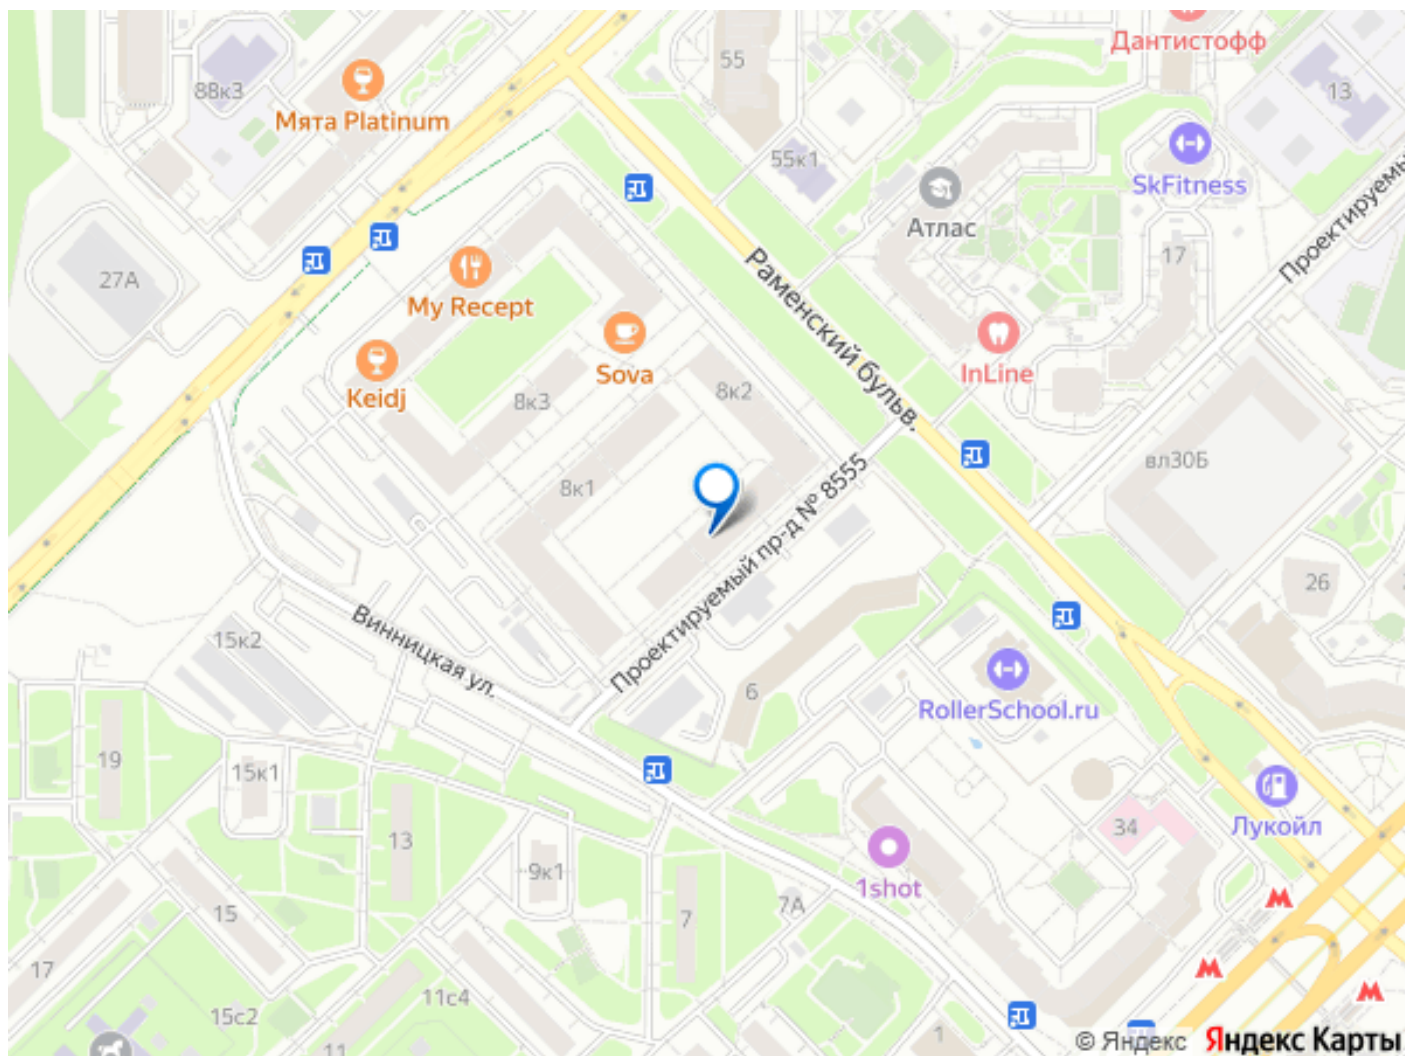 Дантистофф
55
88к3
13
Мята Platinum
55к1
SkFitness
Атлас
Проектируемы
17
27А
Раменский бульв.
My Recept
Sova
InLine
Keidj
8к3
8к2
вл30Б
8к1
Проектируемый пр-д № 8555
26
Винницкая ул.
15к2
6
RollerSchool.ru
19
15к1
Лукойл
13
34
9к1
1shot
7А
15
7
17
11с4
15с2
1
11
© Яндекс Яндекс Карты